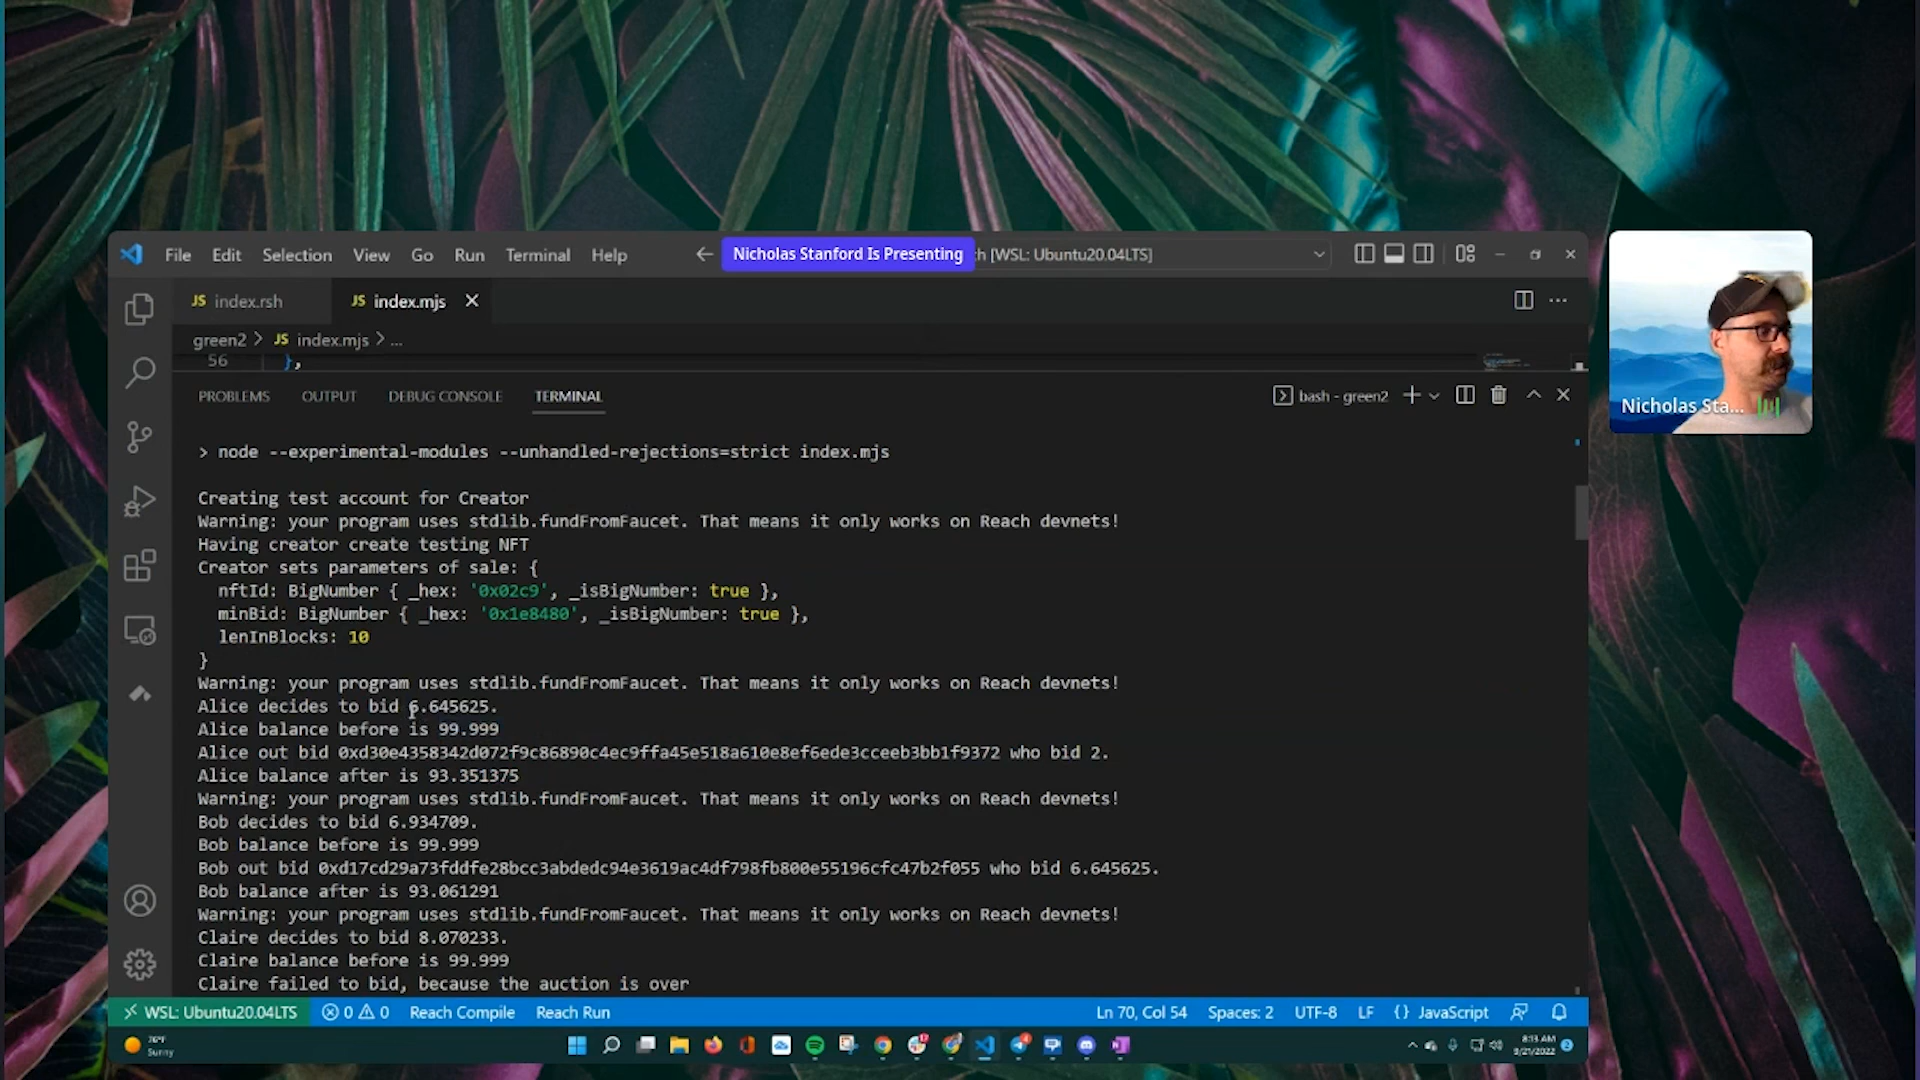 File Edit Selection View Go Run Terminal Help
Nicholas Stanford Is Presenting
h [WSL: Ubuntu20.04LTS]
JS index.rsh
JS index.mjs
green2 > JS index.mjs > ...
56 },
PROBLEMS OUTPUT DEBUG CONSOLE TERMINAL
bash - green2
> node --experimental-modules --unhandled-rejections=strict index.mjs
Creating test account for Creator
Warning: your program uses stdlib.fundFromFaucet. That means it only works on Reach devnets!
Having creator create testing NFT
Creator sets parameters of sale: {
nftId: BigNumber { _hex: '0x02c9', _isBigNumber: true },
minBid: BigNumber { _hex: '0x1e8480', _isBigNumber: true },
lenInBlocks: 10
}
Warning: your program uses stdlib.fundFromFaucet. That means it only works on Reach devnets!
Alice decides to bid 6.645625.
Alice balance before is 99.999
Alice out bid 0xd30e4358342d072f9c86890c4ec9ffa45e518a610e8ef6ede3cceeb3bb1f9372 who bid 2.
Alice balance after is 93.351375
Warning: your program uses stdlib.fundFromFaucet. That means it only works on Reach devnets!
Bob decides to bid 6.934709.
Bob balance before is 99.999
Bob out bid 0xd17cd29a73fddfe28bcc3abdedc94e3619ac4df798fb800e55196cfc47b2f055 who bid 6.645625.
Bob balance after is 93.061291
Warning: your program uses stdlib.fundFromFaucet. That means it only works on Reach devnets!
Claire decides to bid 8.070233.
Claire balance before is 99.999
Claire failed to bid, because the auction is over
WSL: Ubuntu20.04LTS 0 0 Reach Compile Reach Run
Ln 70, Col 54 Spaces: 2 UTF-8 LF {} JavaScript
Sunny
8:13 AM
9/21/2022
Nicholas Sta...